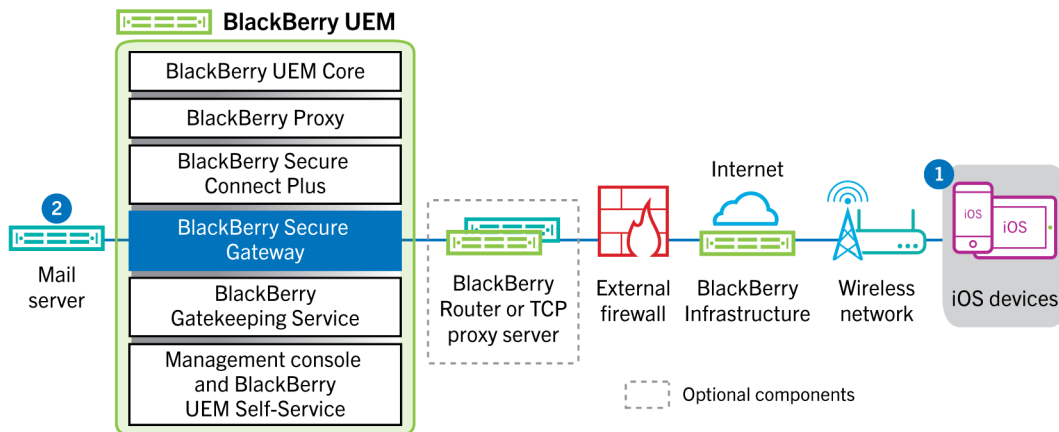 BlackBerry UEM
BlackBerry UEM Core
BlackBerry Proxy
BlackBerry Secure
Connect Plus
BlackBerry Secure
Gateway
BlackBerry
Gatekeeping Service
Management console
and BlackBerry
UEM Self-Service
2
Mail
server
BlackBerry
Router or TCP
proxy server
External
firewall
Internet
BlackBerry
Infrastructure
Wireless
network
1
iOS
iOS
iOS devices
Optional components